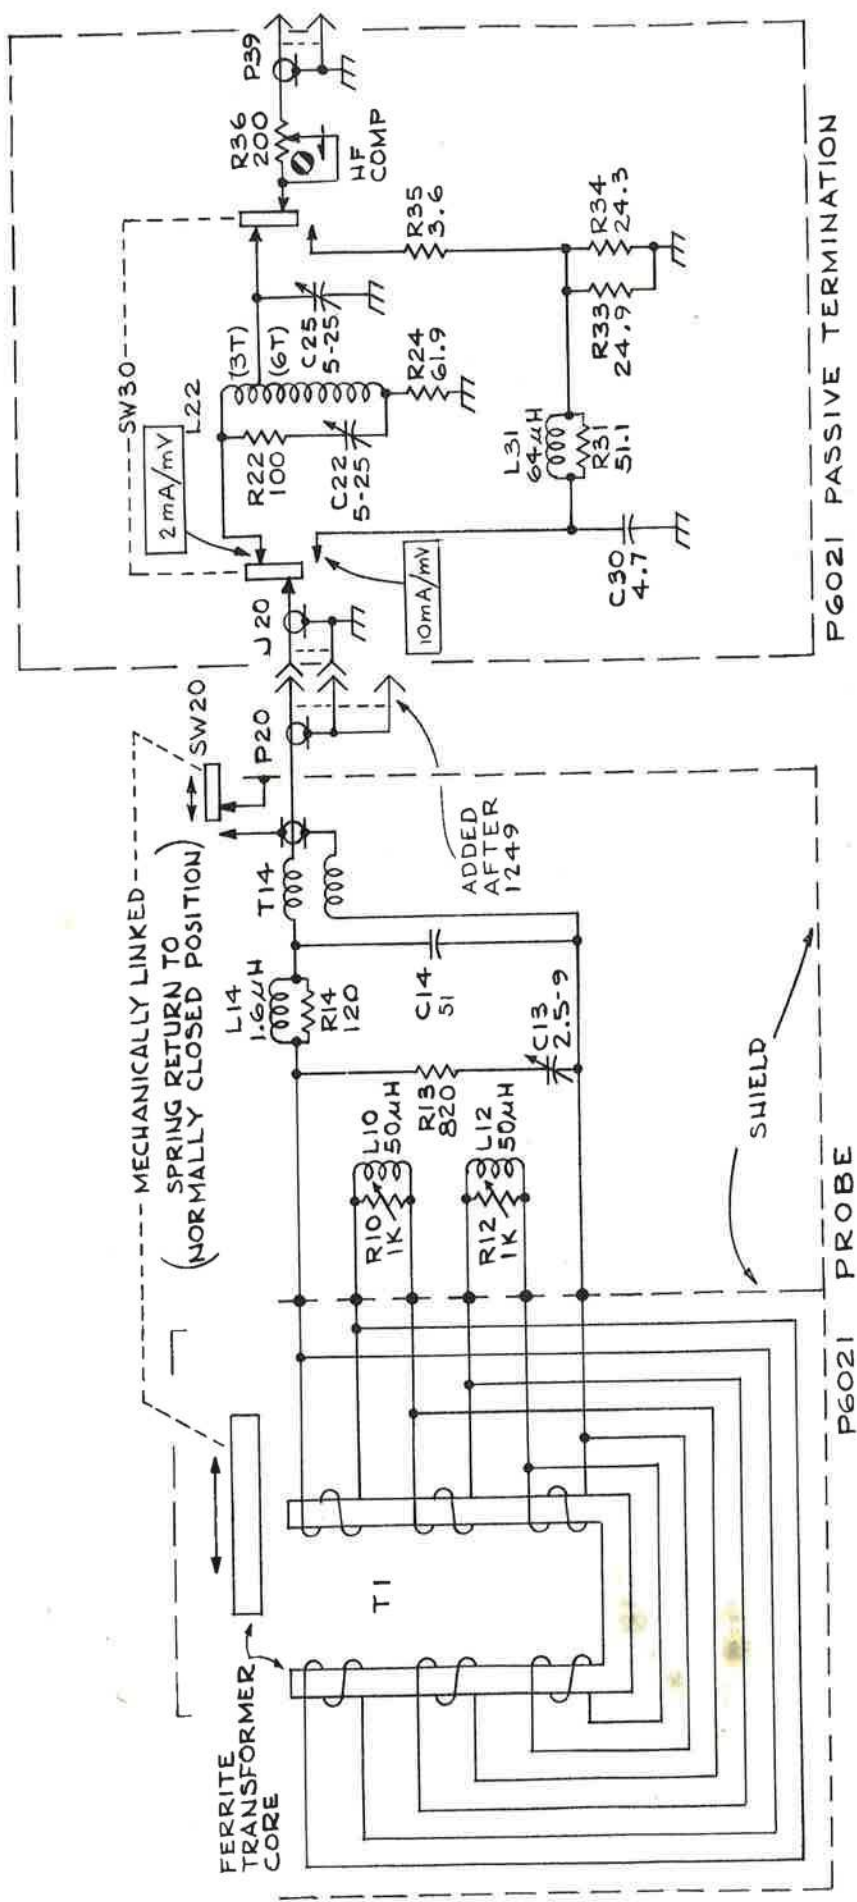 FERRITE
TRANSFORMER
CORE
T1
MECHANICALLY LINKED
(SPRING RETURN TO
NORMALLY CLOSED POSITION)
R10
1K
L10
50μH
R12
1K
L12
50μH
R13
820
C13
2.5-9
L14
1.6μH
R14
120
C14
51
T14
SW20
P20
ADDED
AFTER
1249
SHIELD
P6021 PROBE
J20
2mA/mV
10mA/mV
SW30
L22
(3T)
(6T)
R22
100
C22
5-25
R24
61.9
C25
5-25
C30
4.7
L31
64μH
R31
51.1
R33
24.9
R34
24.3
R35
3.6
R36
200
HF
COMP
P39
P6021 PASSIVE TERMINATION